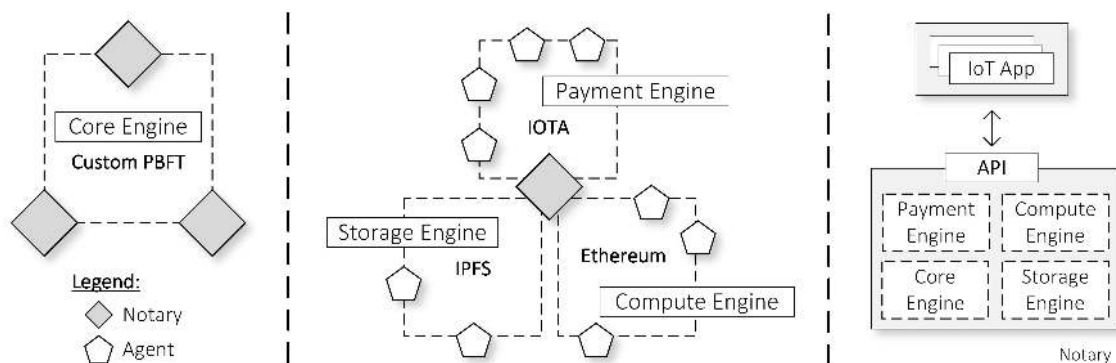 Core Engine
Custom PBFT
Legend:
Notary
Agent
Payment Engine
IOTA
Storage Engine
IPFS
Ethereum
Compute Engine
IoT App
API
Payment
Engine
Compute
Engine
Core
Engine
Storage
Engine
Notary